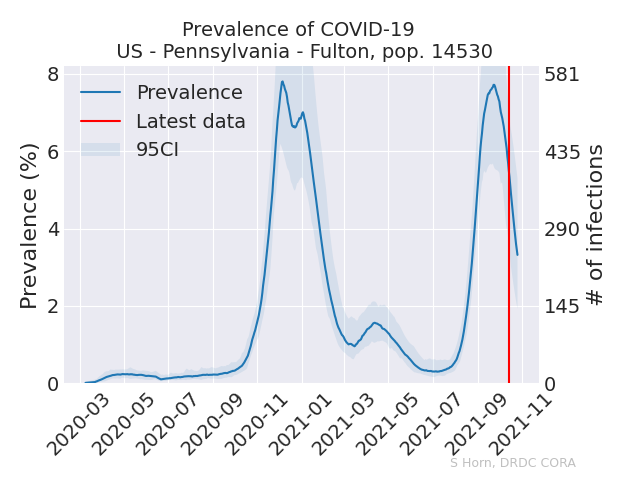 Prevalence of COVID-19
US - Pennsylvania - Fulton, pop. 14530
Prevalence (%)
8
6
4
2
0
Prevalence
Latest data
95CI
581
435
290
145
0
# of infections
2020-03
2020-05
2020-07
2020-09
2020-11
2021-01
2021-03
2021-05
2021-07
2021-09
2021-11
S Horn, DRDC CORA